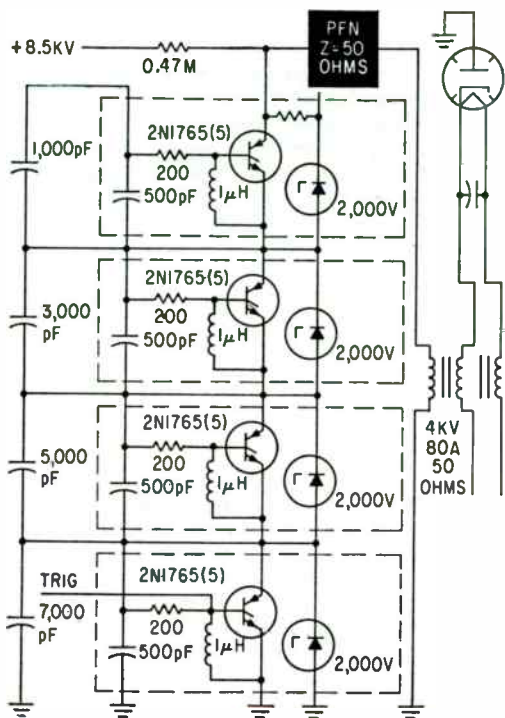 +8.5KV
0.47M
PFN
Z=50
OHMS
1,000pF
2N1765(5)
200
500pF
1μH
2,000V
3,000
pF
2N1765(5)
200
500pF
1μH
2,000V
5,000
pF
2N1765(5)
200
500pF
1μH
2,000V
4KV
80A
50
OHMS
TRIG
7,000
pF
2N1765(5)
200
500pF
1μH
2,000V